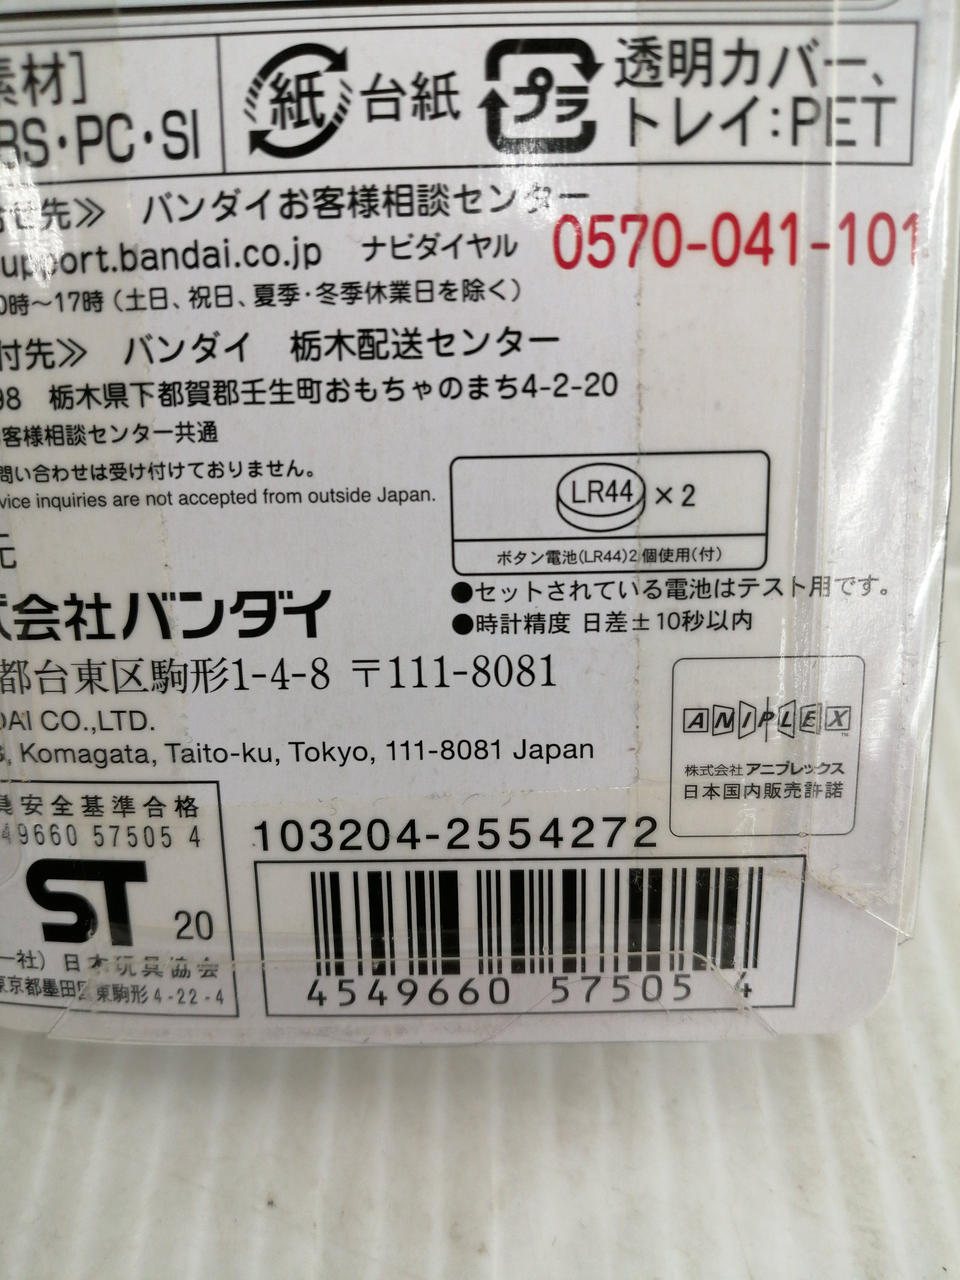 素材］
紙 台紙 プラ 透明カバー、
トレイ：PET
BS・PC・SI
せ先≫ バンダイお客様相談センター
upport.bandai.co.jp ナビダイヤル 0570-041-101
0時～17時（土日、祝日、夏季・冬季休業日を除く）
付先≫ バンダイ 栃木配送センター
98 栃木県下都賀郡壬生町おもちゃのまち4-2-20
客様相談センター共通
問い合わせは受け付けておりません。
vice inquiries are not accepted from outside Japan.
LR44 ×2
ボタン電池(LR44)2個使用(付)
●セットされている電池はテスト用です。
●時計精度 日差±10秒以内
元
式会社バンダイ
都台東区駒形1-4-8 〒111-8081
DAI CO.,LTD.
Komagata, Taito-ku, Tokyo, 111-8081 Japan
ANIPLEX™
株式会社アニプレックス
日本国内販売許諾
具安全基準合格
49660 57505 4
ST 20
一社）日本玩具協会
東京都墨田区東駒形4-22-4
103204-2554272
4549660 575054